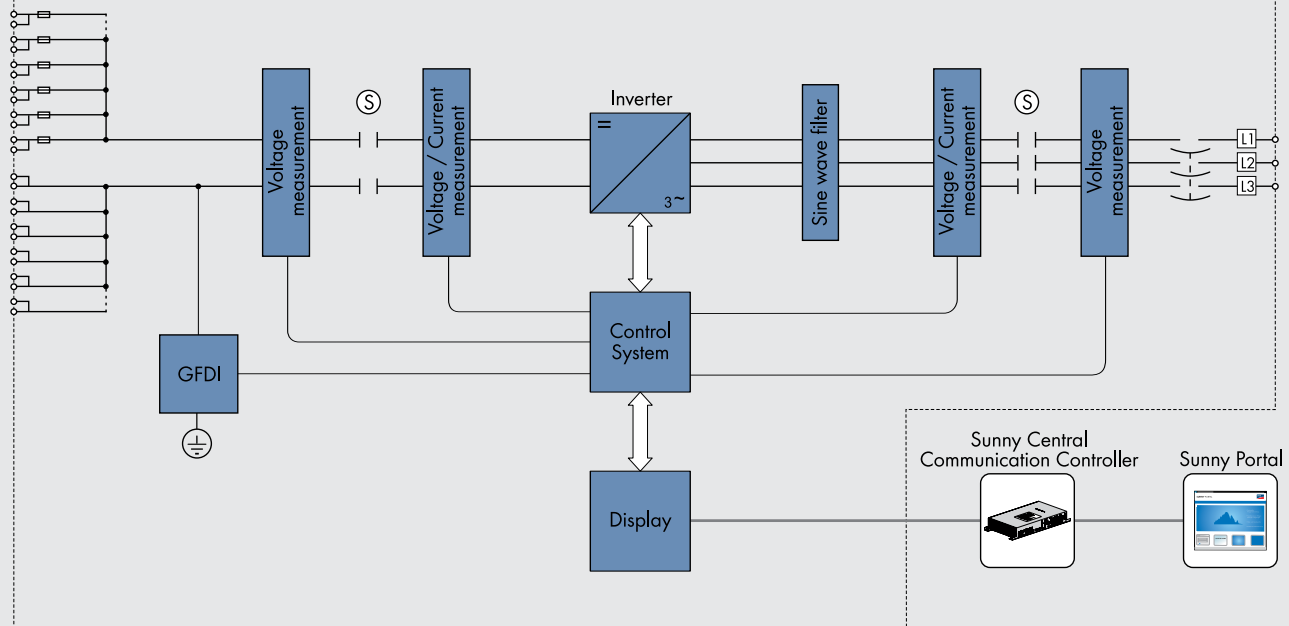 Voltage
measurement
S
Voltage / Current
measurement
Inverter
=
3~
Sine wave filter
Voltage / Current
measurement
S
Voltage
measurement
L1
L2
L3
Control
System
GFDI
Display
Sunny Central
Communication Controller
Sunny Portal